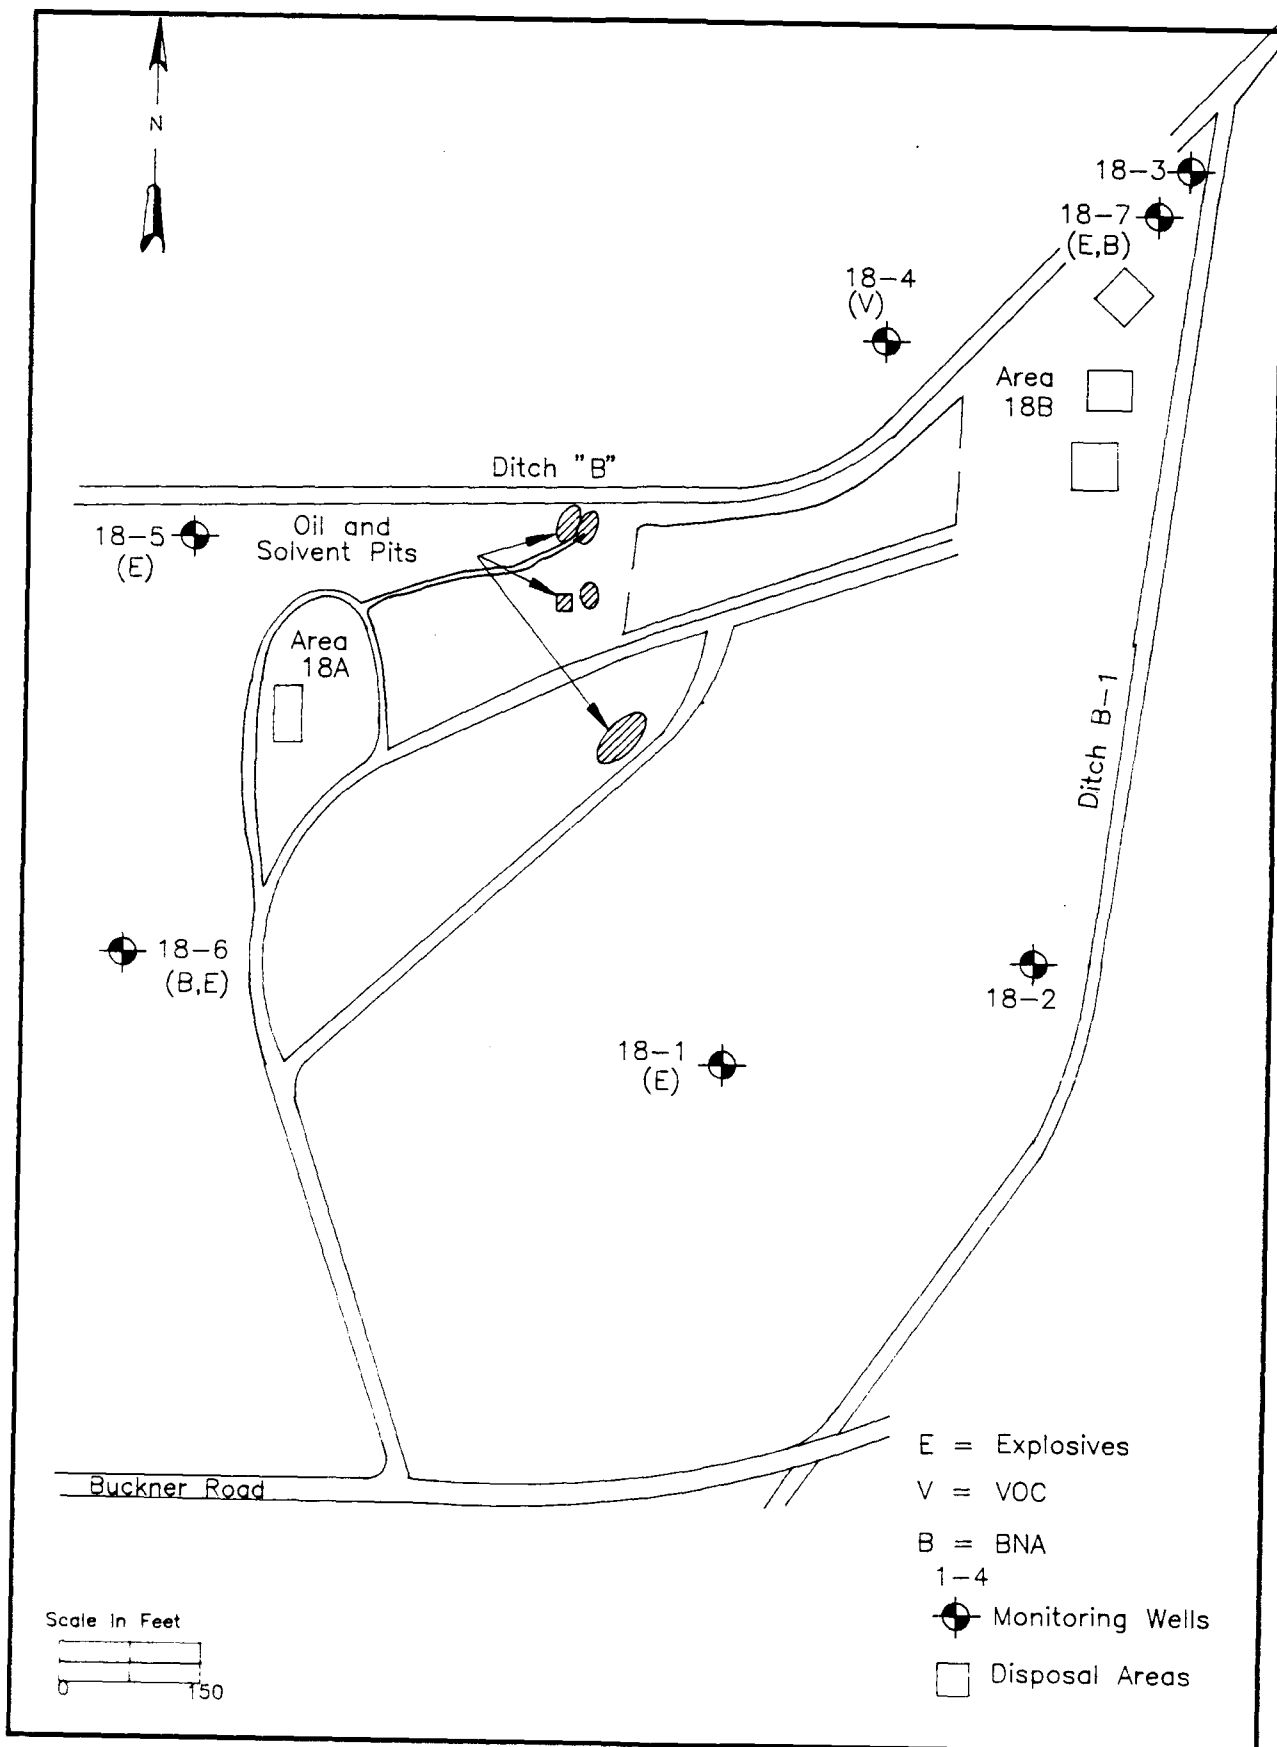 N
18-3
18-7
(E,B)
18-4
(V)
Area
18B
Ditch "B"
18-5
(E)
Oil and
Solvent Pits
Area
18A
Ditch B-1
18-6
(B,E)
18-2
18-1
(E)
E = Explosives
V = VOC
B = BNA
1-4
Monitoring Wells
Disposal Areas
Buckner Road
Scale In Feet
0 150